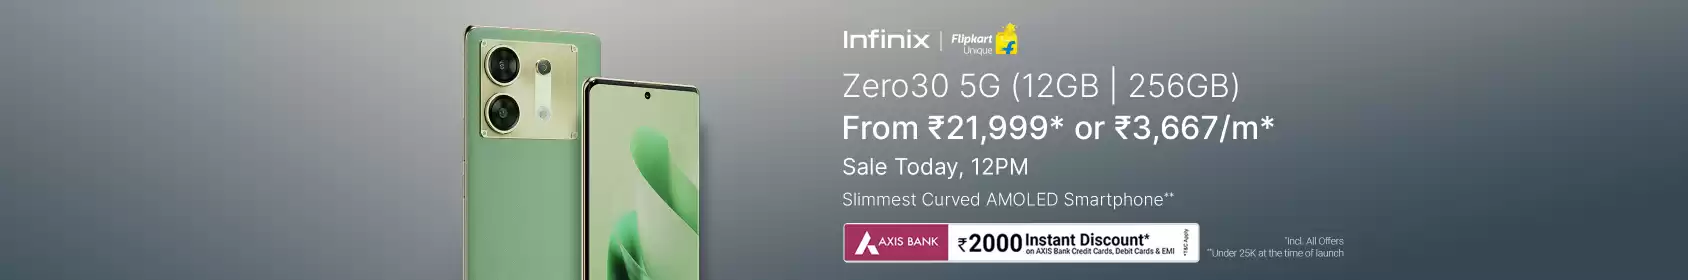 Infinix | Flipkart
Unique
Zero30 5G (12GB | 256GB)
From ₹21,999* or ₹3,667/m*
Sale Today, 12PM
Slimmest Curved AMOLED Smartphone**
AXIS BANK ₹2000 Instant Discount*
on AXIS Bank Credit Cards, Debit Cards & EMI
*T&C Apply
*Incl. All Offers
**Under 25K at the time of launch